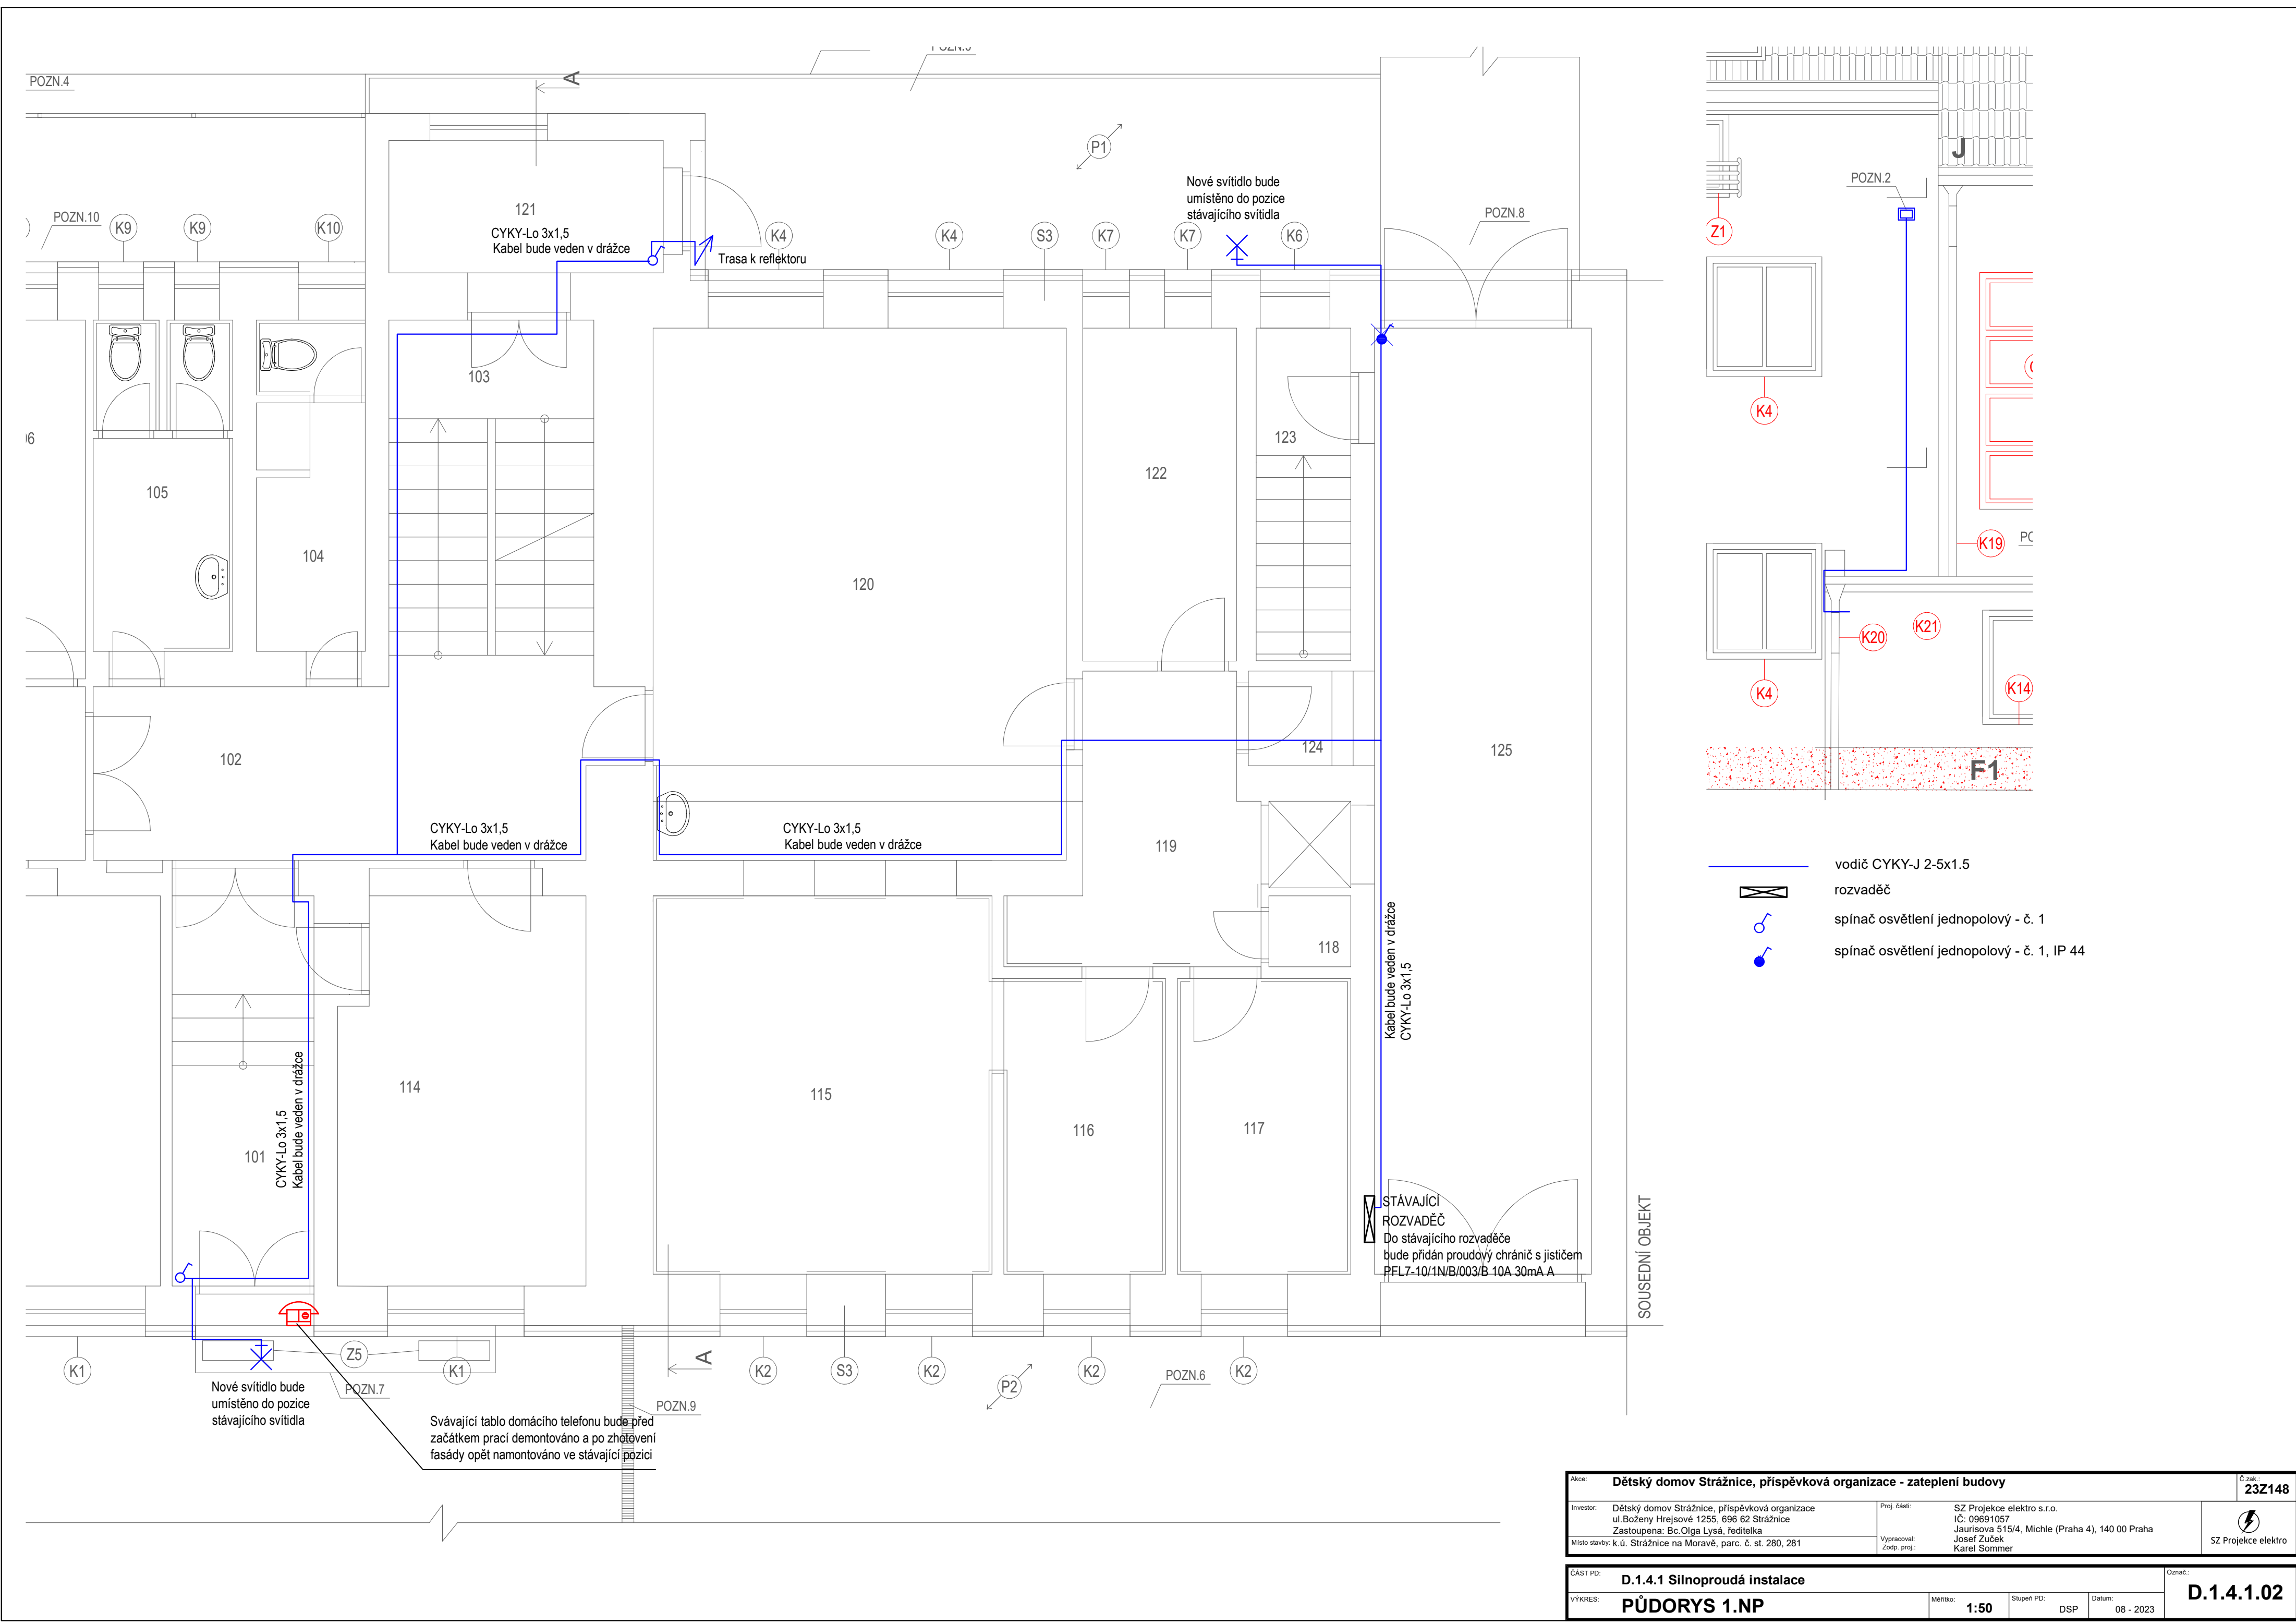 POZN.4
A
P1
Nové svítidlo bude
umístěno do pozice
stávajícího svítidla
POZN.8
121
CYKY-Lo 3x1,5
Kabel bude veden v drážce
Trasa k reflektoru
POZN.10
K9
K9
K10
K4
K4
S3
K7
K7
K6
103
105
104
120
122
123
102
124
125
CYKY-Lo 3x1,5
Kabel bude veden v drážce
CYKY-Lo 3x1,5
Kabel bude veden v drážce
119
118
Kabel bude veden v drážce
CYKY-Lo 3x1,5
114
115
116
117
101
CYKY-Lo 3x1,5
Kabel bude veden v drážce
STÁVAJÍCÍ
ROZVADĚČ
Do stávajícího rozvaděče
bude přidán proudový chránič s jističem
PFL7-10/1N/B/003/B 10A 30mA A
SOUSEDNÍ OBJEKT
K1
Z5
K1
A
K2
S3
K2
P2
K2
POZN.6
K2
POZN.7
POZN.9
Nové svítidlo bude
umístěno do pozice
stávajícího svítidla
Svávající tablo domácího telefonu bude před
začátkem prací demontováno a po zhotovení
fasády opět namontováno ve stávající pozici
J
POZN.2
Z1
K4
K19
K20
K21
K4
K14
F1
vodič CYKY-J 2-5x1.5
rozvaděč
spínač osvětlení jednopolový - č. 1
spínač osvětlení jednopolový - č. 1, IP 44
Akce: Dětský domov Strážnice, příspěvková organizace - zateplení budovy
Č.zak.:
23Z148
Investor: Dětský domov Strážnice, příspěvková organizace
ul.Boženy Hrejsové 1255, 696 62 Strážnice
Zastoupena: Bc.Olga Lysá, ředitelka
Místo stavby: k.ú. Strážnice na Moravě, parc. č. st. 280, 281
Proj. části: SZ Projekce elektro s.r.o.
IČ: 09691057
Jaurisova 515/4, Michle (Praha 4), 140 00 Praha
Vypracoval: Josef Zuček
Zodp. proj.: Karel Sommer
SZ Projekce elektro
ČÁST PD: D.1.4.1 Silnoproudá instalace
VÝKRES: PŮDORYS 1.NP
Měřítko: 1:50
Stupeň PD: DSP
Datum: 08 - 2023
Označ.:
D.1.4.1.02